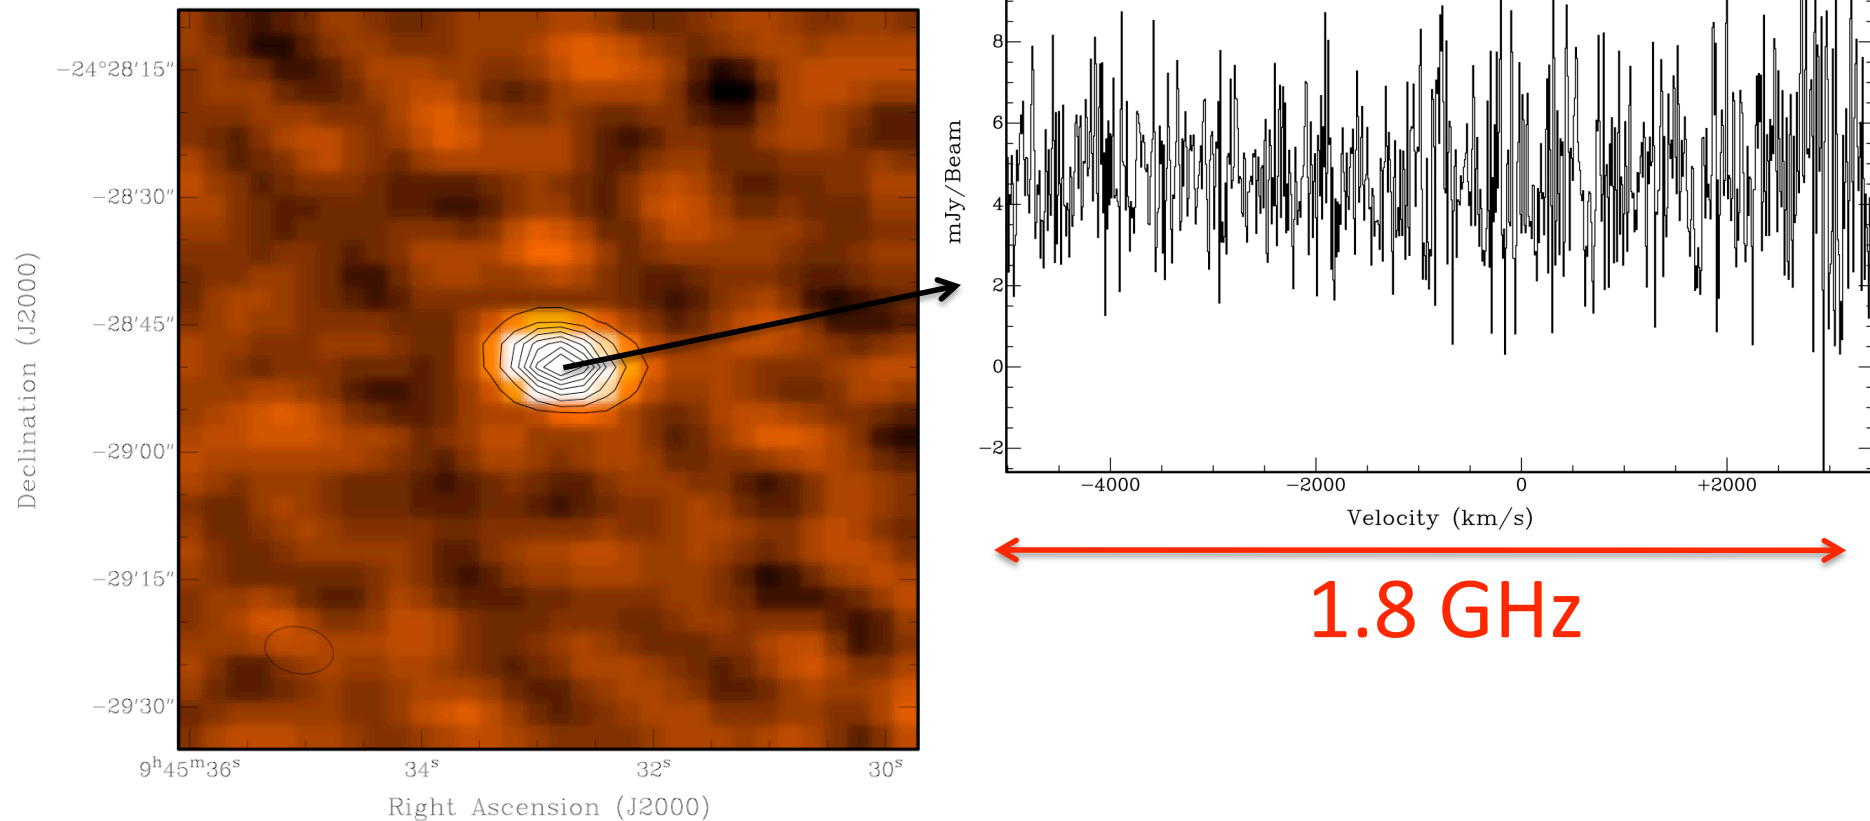 −24°28′15″
−28′30″
−28′45″
−29′00″
−29′15″
−29′30″
Declination (J2000)
9ʰ45ᵐ36ˢ 34ˢ 32ˢ 30ˢ
Right Ascension (J2000)
8
6
4
2
0
−2
mJy/Beam
−4000 −2000 0 +2000
Velocity (km/s)
1.8 GHz